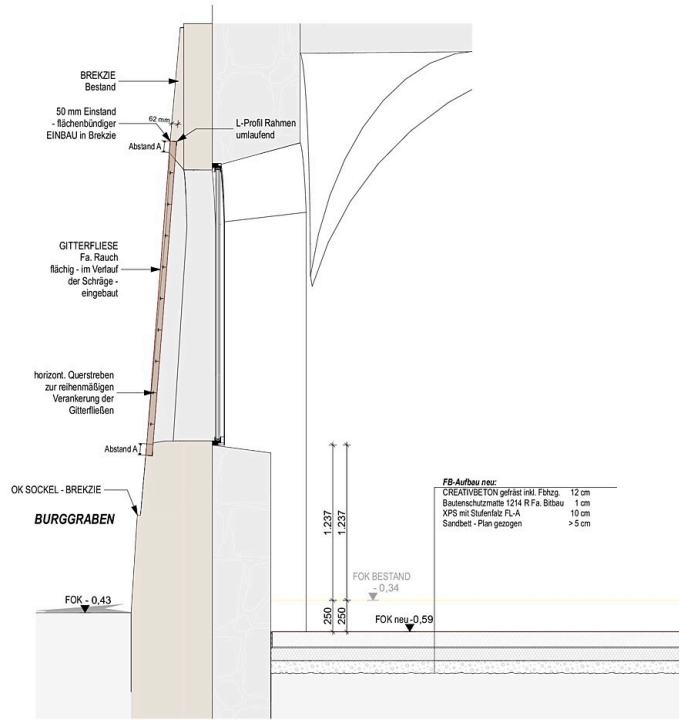 BREKZIE
Bestand
50 mm Einstand
- flächenbündiger
EINBAU in Brekzie
62 mm
L-Profil Rahmen
umlaufend
Abstand A
GITTERFLIESE
Fa. Rauch
flächig - im Verlauf
der Schräge -
eingebaut
horizont. Querstreben
zur reihenmäßigen
Verankerung der
Gitterfließen
Abstand A
OK SOCKEL - BREKZIE
BURGGRABEN
FOK - 0,43
1.237
1.237
250
250
FOK BESTAND
- 0,34
FOK neu -0,59
FB-Aufbau neu:
CREATIVBETON gefräst inkl. Fbhzg. 12 cm
Bautenschutzmatte 1214 R Fa. Bitbau 1 cm
XPS mit Stufenfalz FL-A 10 cm
Sandbett - Plan gezogen > 5 cm